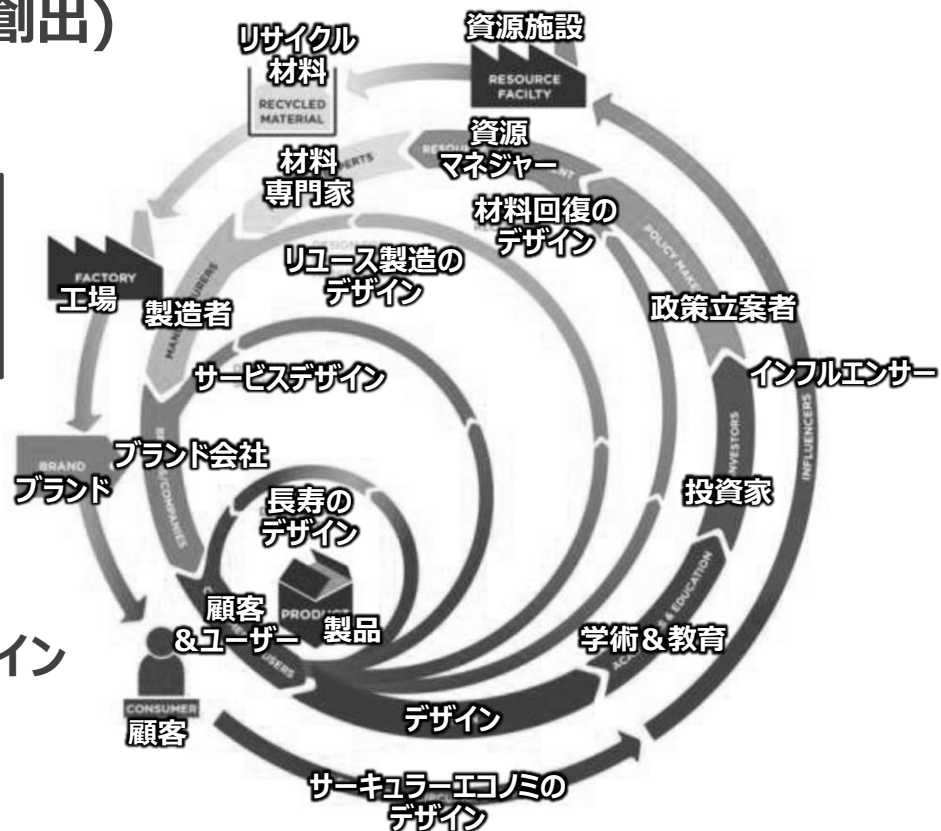 創出)
リサイクル
材料
RECYCLED
MATERIAL
資源施設
RESOURCE
FACILTY
資源
マネジャー
材料
専門家
材料回復の
デザイン
POLICY
リユース製造の
デザイン
FACTORY
工場
製造者
政策立案者
サービスデザイン
インフルエンサー
INFLUENCERS
INVESTORS
BRAND
ブランド
ブランド会社
/COMPANIES
投資家
長寿の
デザイン
顧客
&ユーザー
USERS
PRODUCT
製品
学術&教育
& EDUCATION
イン
CONSUMER
顧客
デザイン
サーキュラーエコノミの
デザイン